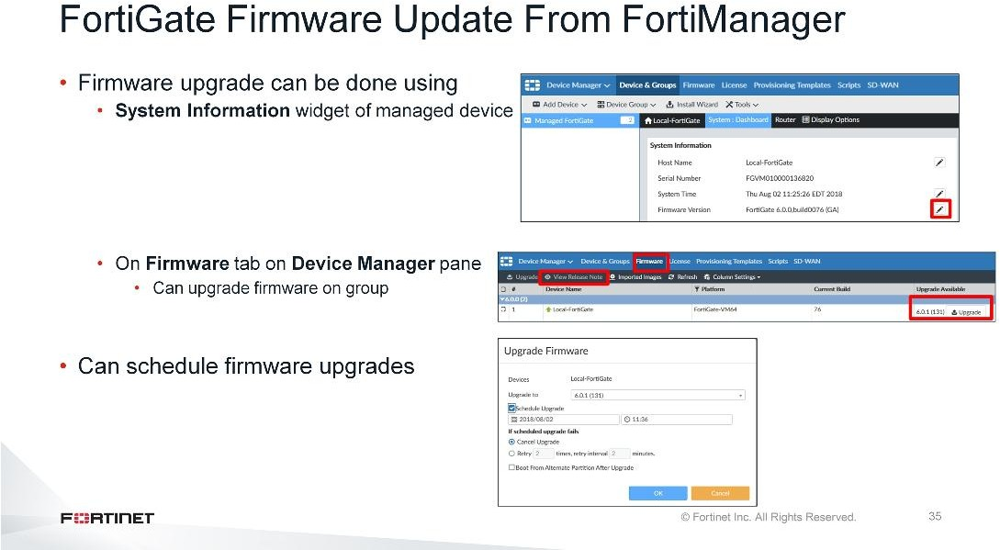 FortiGate Firmware Update From FortiManager
• Firmware upgrade can be done using
• System Information widget of managed device
Device Manager Device & Groups Firmware License Provisioning Templates Scripts SD-WAN
Add Device Device Group Install Wizard Tools
Managed FortiGate Local-FortiGate System : Dashboard Router Display Options
System Information
Host Name Local-FortiGate
Serial Number FGVM010000136820
System Time Thu Aug 02 11:25:26 EDT 2018
Firmware Version FortiGate 6.0.0,build0076 (GA)
• On Firmware tab on Device Manager pane
• Can upgrade firmware on group
Device Manager Device & Groups Firmware License Provisioning Templates Scripts SD-WAN
Upgrade View Release Note Imported Images Refresh Column Settings
# Device Name Platform Current Build Upgrade Available
6.0.0 (2)
1 Local-FortiGate FortiGate-VM64 76 6.0.1 (131) Upgrade
• Can schedule firmware upgrades
Upgrade Firmware
Devices Local-FortiGate
Upgrade to 6.0.1 (131)
Schedule Upgrade
2018/08/02 11:36
If scheduled upgrade fails
Cancel Upgrade
Retry 2 times, retry interval 2 minutes.
Boot From Alternate Partition After Upgrade
OK Cancel
FORTINET
© Fortinet Inc. All Rights Reserved. 35